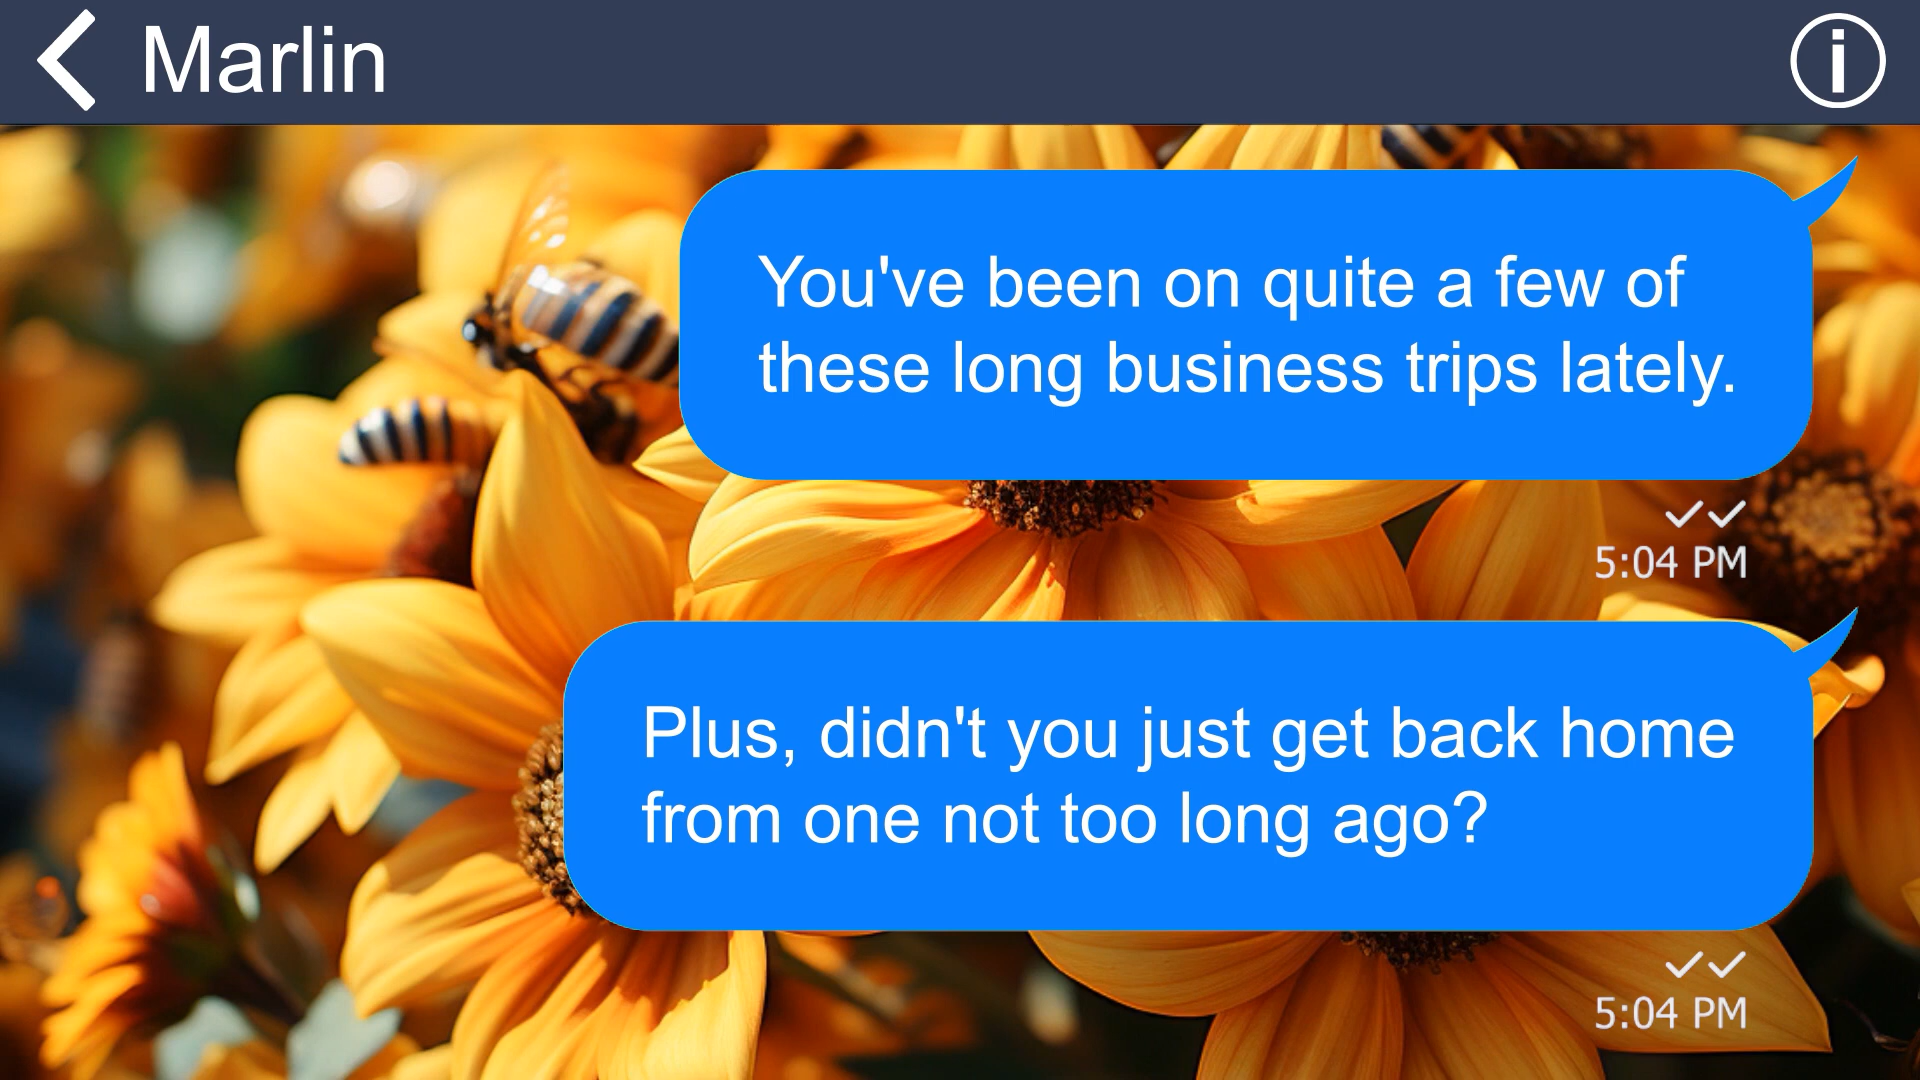 Marlin
You've been on quite a few of
these long business trips lately.
5:04 PM
Plus, didn't you just get back home
from one not too long ago?
5:04 PM